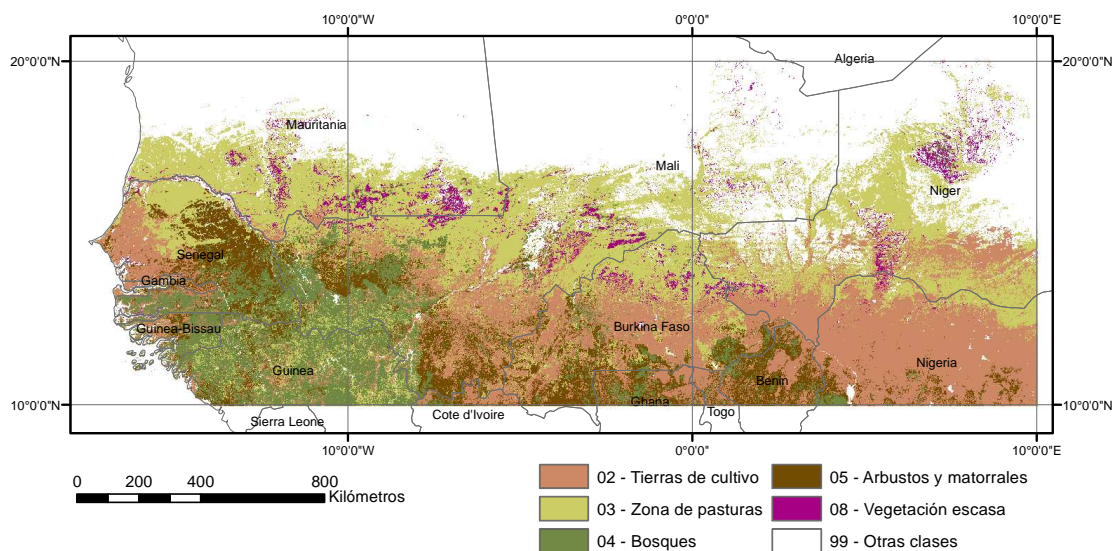 10°0'0"W 0°0'0" 10°0'0"E
20°0'0"N 20°0'0"N
Algeria
Mauritania
Mali
Niger
Senegal
Gambia
Guinea-Bissau
Burkina Faso
Nigeria
Guinea
Benin
10°0'0"N 10°0'0"N
Ghana
Cote d'Ivoire
Togo
Sierra Leone
10°0'0"W 0°0'0" 10°0'0"E
0 200 400 800
Kilómetros
02 - Tierras de cultivo
03 - Zona de pasturas
04 - Bosques
05 - Arbustos y matorrales
08 - Vegetación escasa
99 - Otras clases